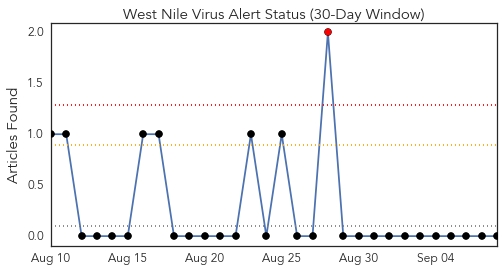 West Nile Virus Alert Status (30-Day Window)
Articles Found
2.0
1.5
1.0
0.5
0.0
Aug 10 Aug 15 Aug 20 Aug 25 Aug 30 Sep 04